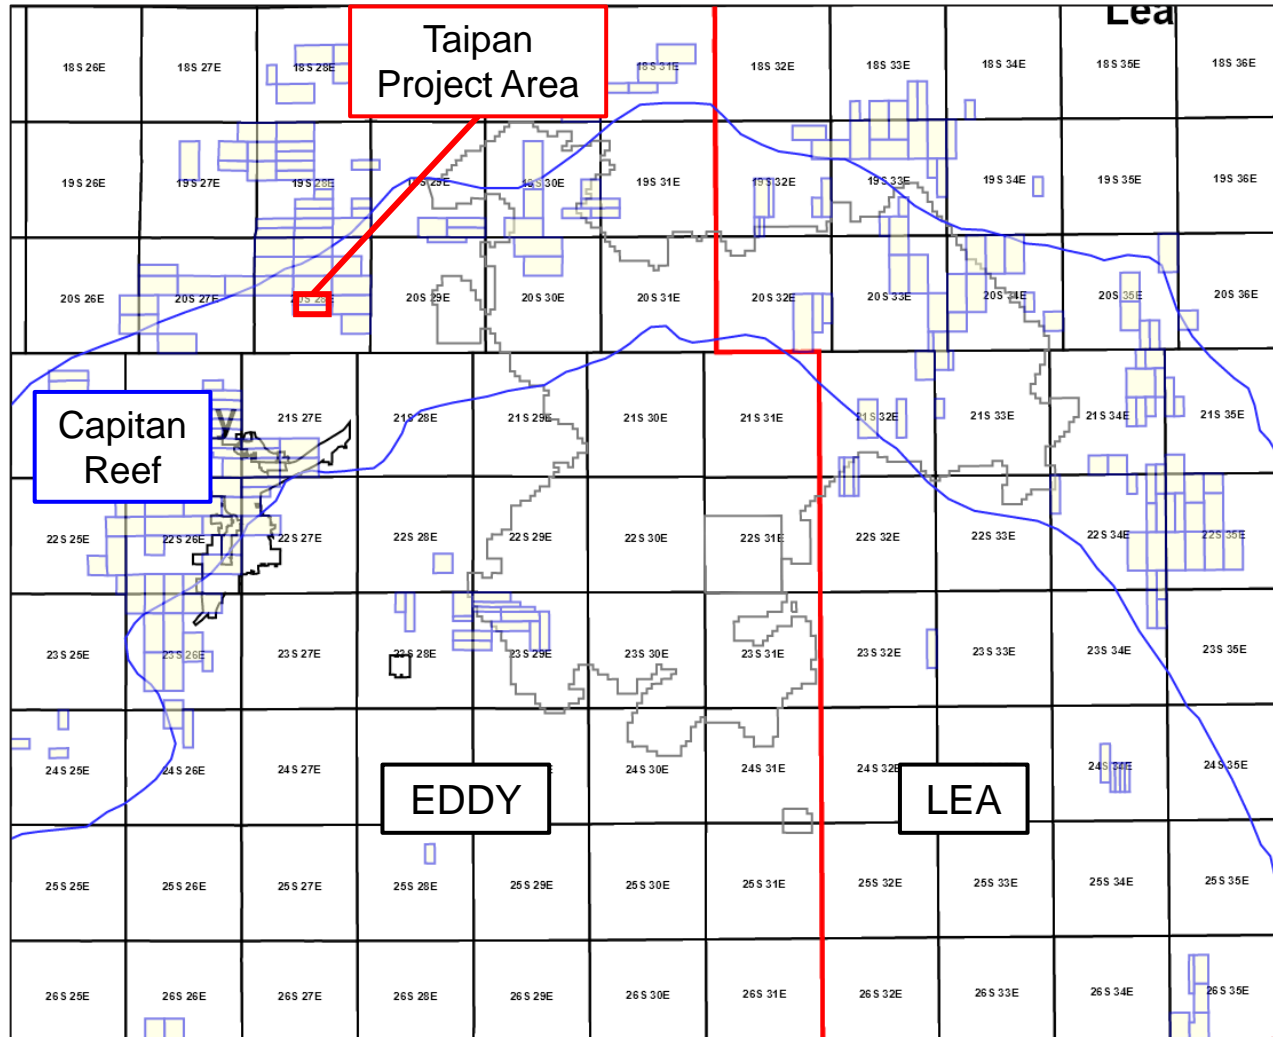 Lea
18S 26E
18S 27E
18S 28E
Taipan
Project Area
18S 31E
18S 32E
18S 33E
18S 34E
18S 35E
18S 36E
19S 26E
19S 27E
19S 28E
19S 29E
19S 30E
19S 31E
19S 32E
19S 33E
19S 34E
19S 35E
19S 36E
20S 26E
20S 27E
20S 28E
20S 29E
20S 30E
20S 31E
20S 32E
20S 33E
20S 34E
20S 35E
20S 36E
Capitan
Reef
y
21S 27E
21S 28E
21S 29E
21S 30E
21S 31E
21S 32E
21S 33E
21S 34E
21S 35E
22S 25E
22S 26E
22S 27E
22S 28E
22S 29E
22S 30E
22S 31E
22S 32E
22S 33E
22S 34E
22S 35E
23S 25E
23S 26E
23S 27E
23S 28E
23S 29E
23S 30E
23S 31E
23S 32E
23S 33E
23S 34E
23S 35E
24S 25E
24S 26E
24S 27E
EDDY
24S 30E
24S 31E
24S 32E
LEA
24S 34E
24S 35E
25S 25E
25S 26E
25S 27E
25S 28E
25S 29E
25S 30E
25S 31E
25S 32E
25S 33E
25S 34E
25S 35E
26S 25E
26S 26E
26S 27E
26S 28E
26S 29E
26S 30E
26S 31E
26S 32E
26S 33E
26S 34E
26S 35E